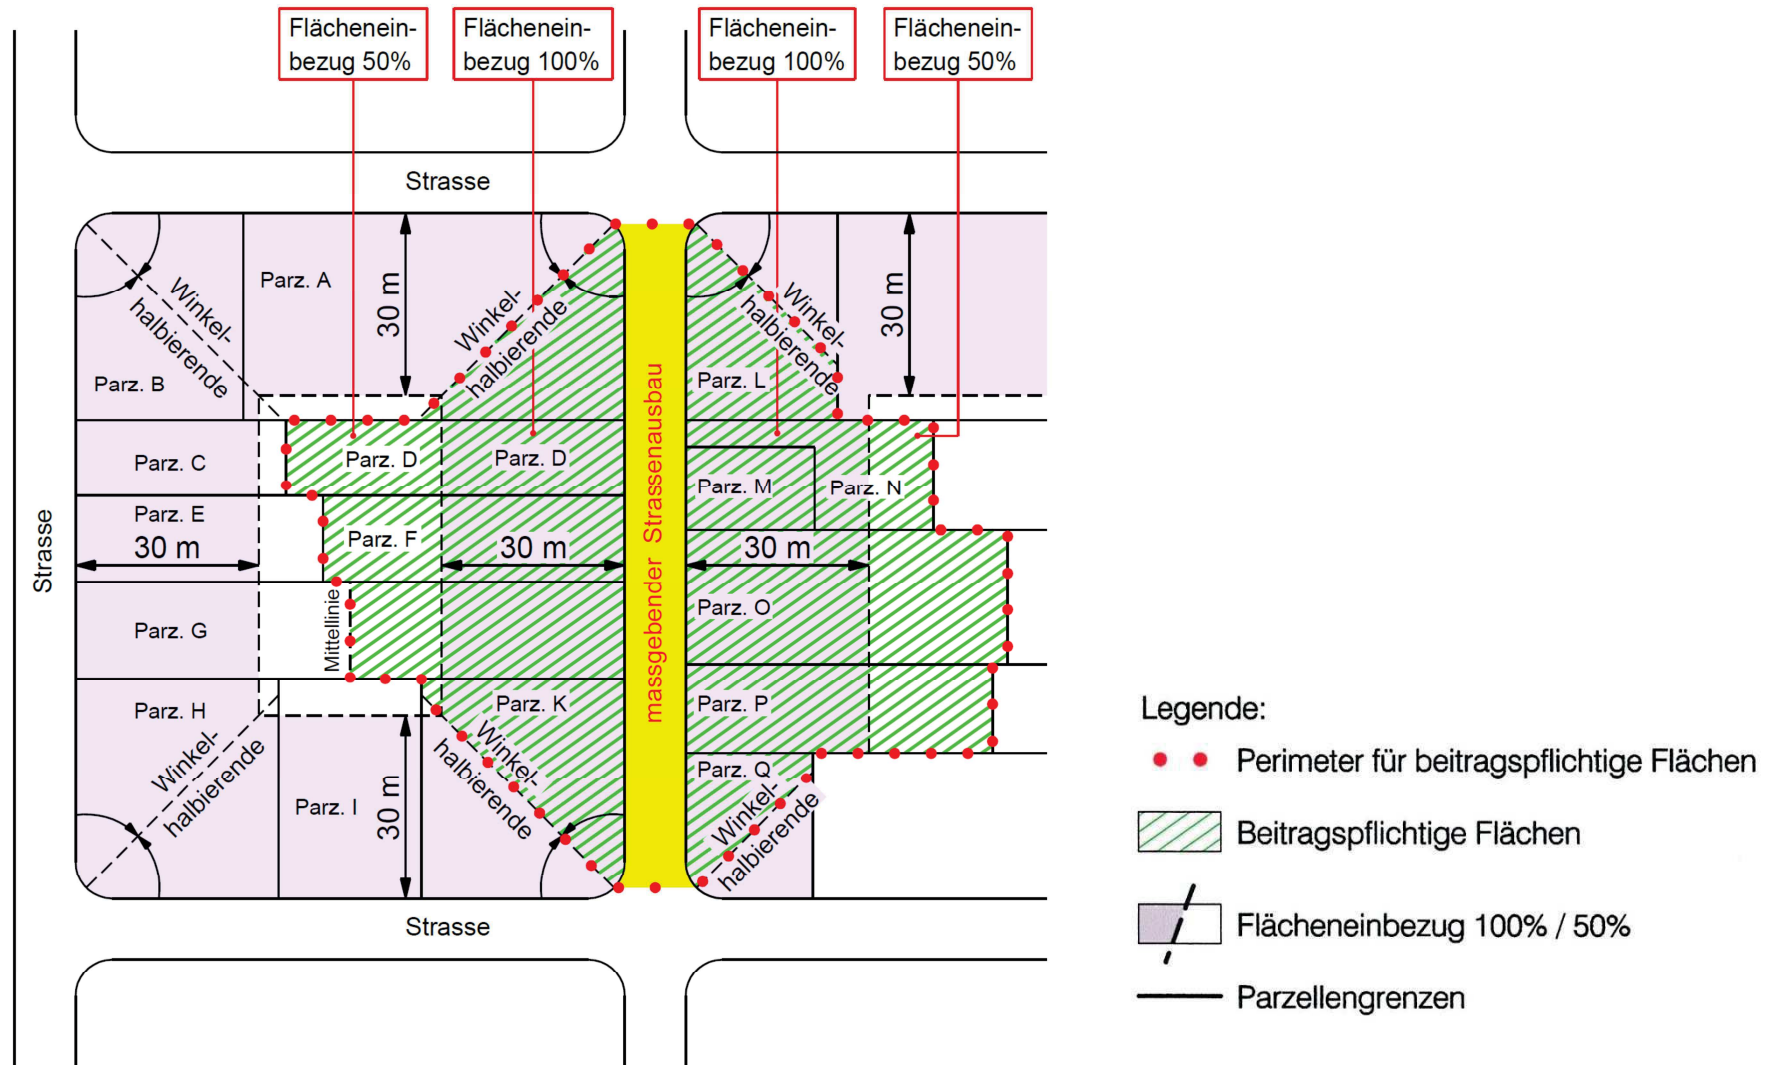 Flächenein-
bezug 50%
Flächenein-
bezug 100%
Flächenein-
bezug 100%
Flächenein-
bezug 50%
Strasse
Parz. A
30 m
Winkel-
halbierende
Winkel-
halbierende
Winkel-
halbierende
30 m
Parz. B
Parz. L
Parz. C
Parz. D
Parz. D
Parz. M
Parz. N
Parz. E
Parz. F
30 m
30 m
30 m
Strasse
massgebender Strassenausbau
Parz. G
Mittellinie
Parz. O
Parz. H
Parz. K
Parz. P
Winkel-
halbierende
Winkel-
halbierende
Parz. Q
Winkel-
halbierende
Parz. I
30 m
Strasse
Legende:
Perimeter für beitragspflichtige Flächen
Beitragspflichtige Flächen
Flächeneinbezug 100% / 50%
Parzellengrenzen